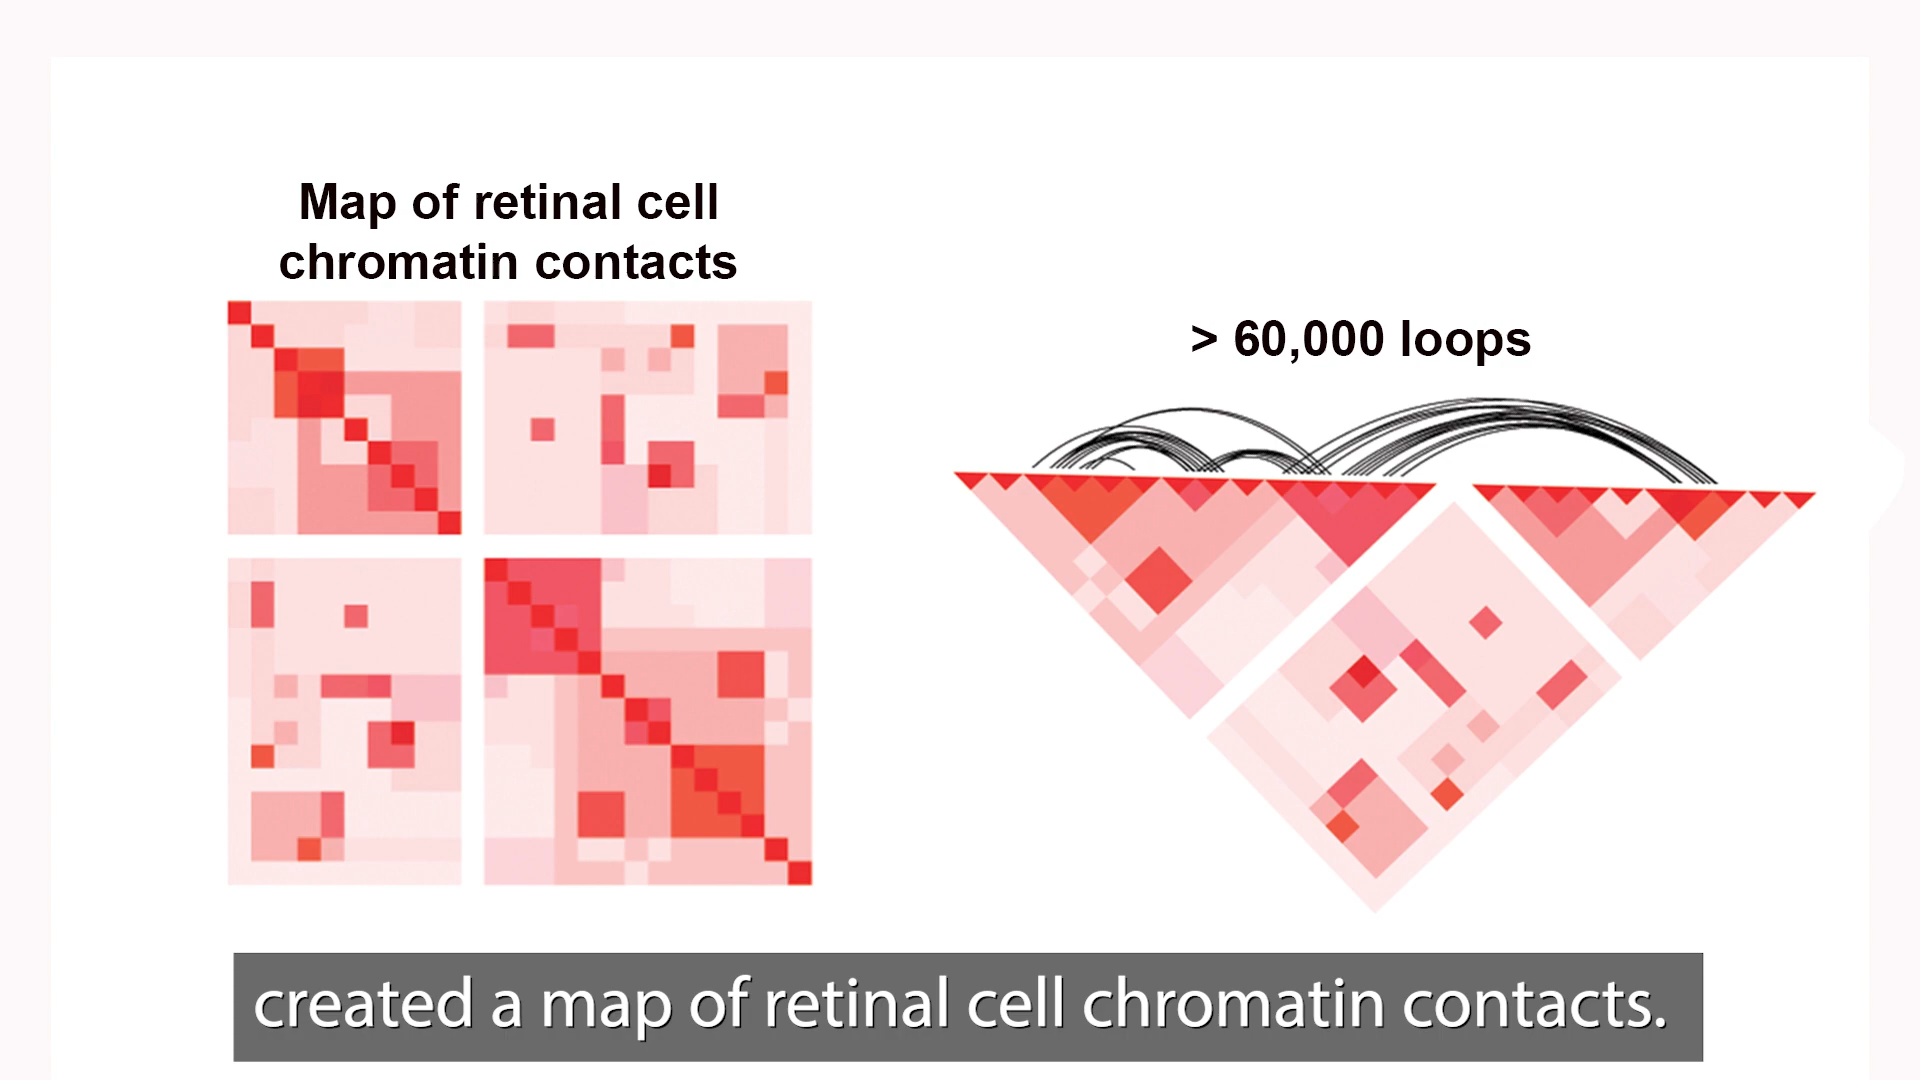 Map of retinal cell
chromatin contacts
> 60,000 loops
created a map of retinal cell chromatin contacts.